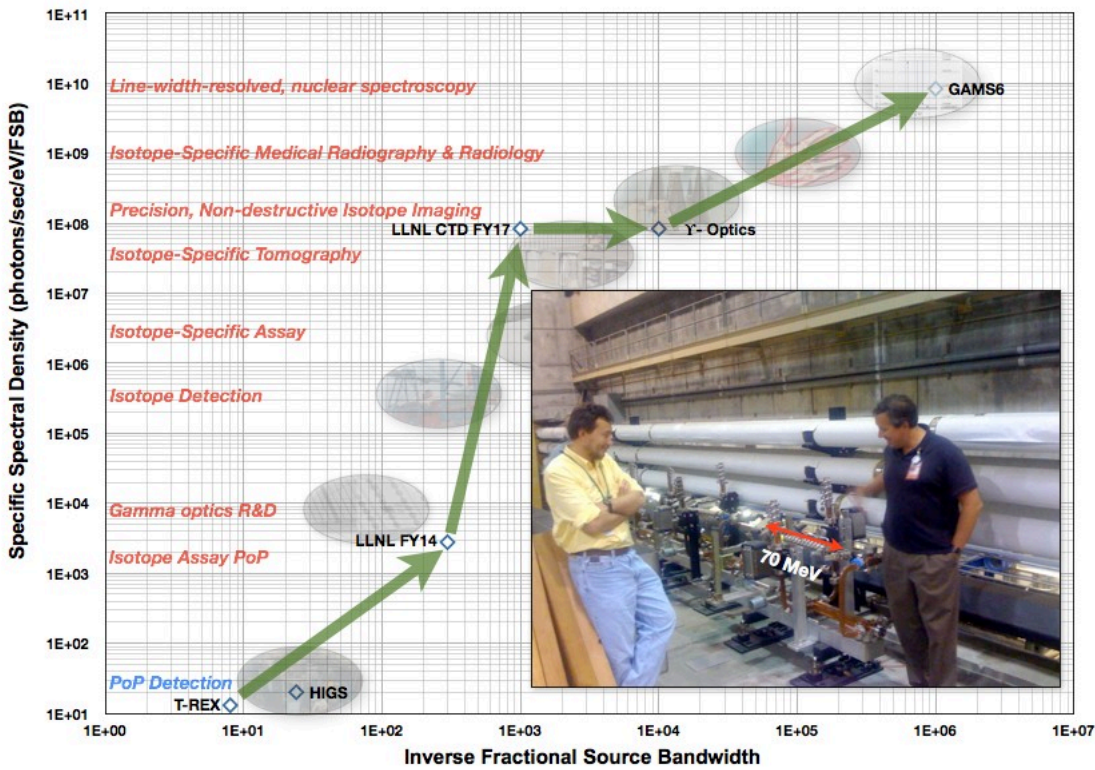 1E+11
1E+10
1E+09
1E+08
1E+07
1E+06
1E+05
1E+04
1E+03
1E+02
1E+01
Specific Spectral Density (photons/sec/eV/FSB)
Line-width-resolved, nuclear spectroscopy
GAMS6
Isotope-Specific Medical Radiography & Radiology
Precision, Non-destructive Isotope Imaging
LLNL CTD FY17
ϒ- Optics
Isotope-Specific Tomography
Isotope-Specific Assay
Isotope Detection
Gamma optics R&D
LLNL FY14
Isotope Assay PoP
70 MeV
PoP Detection
HIGS
T-REX
1E+00 1E+01 1E+02 1E+03 1E+04 1E+05 1E+06 1E+07
Inverse Fractional Source Bandwidth